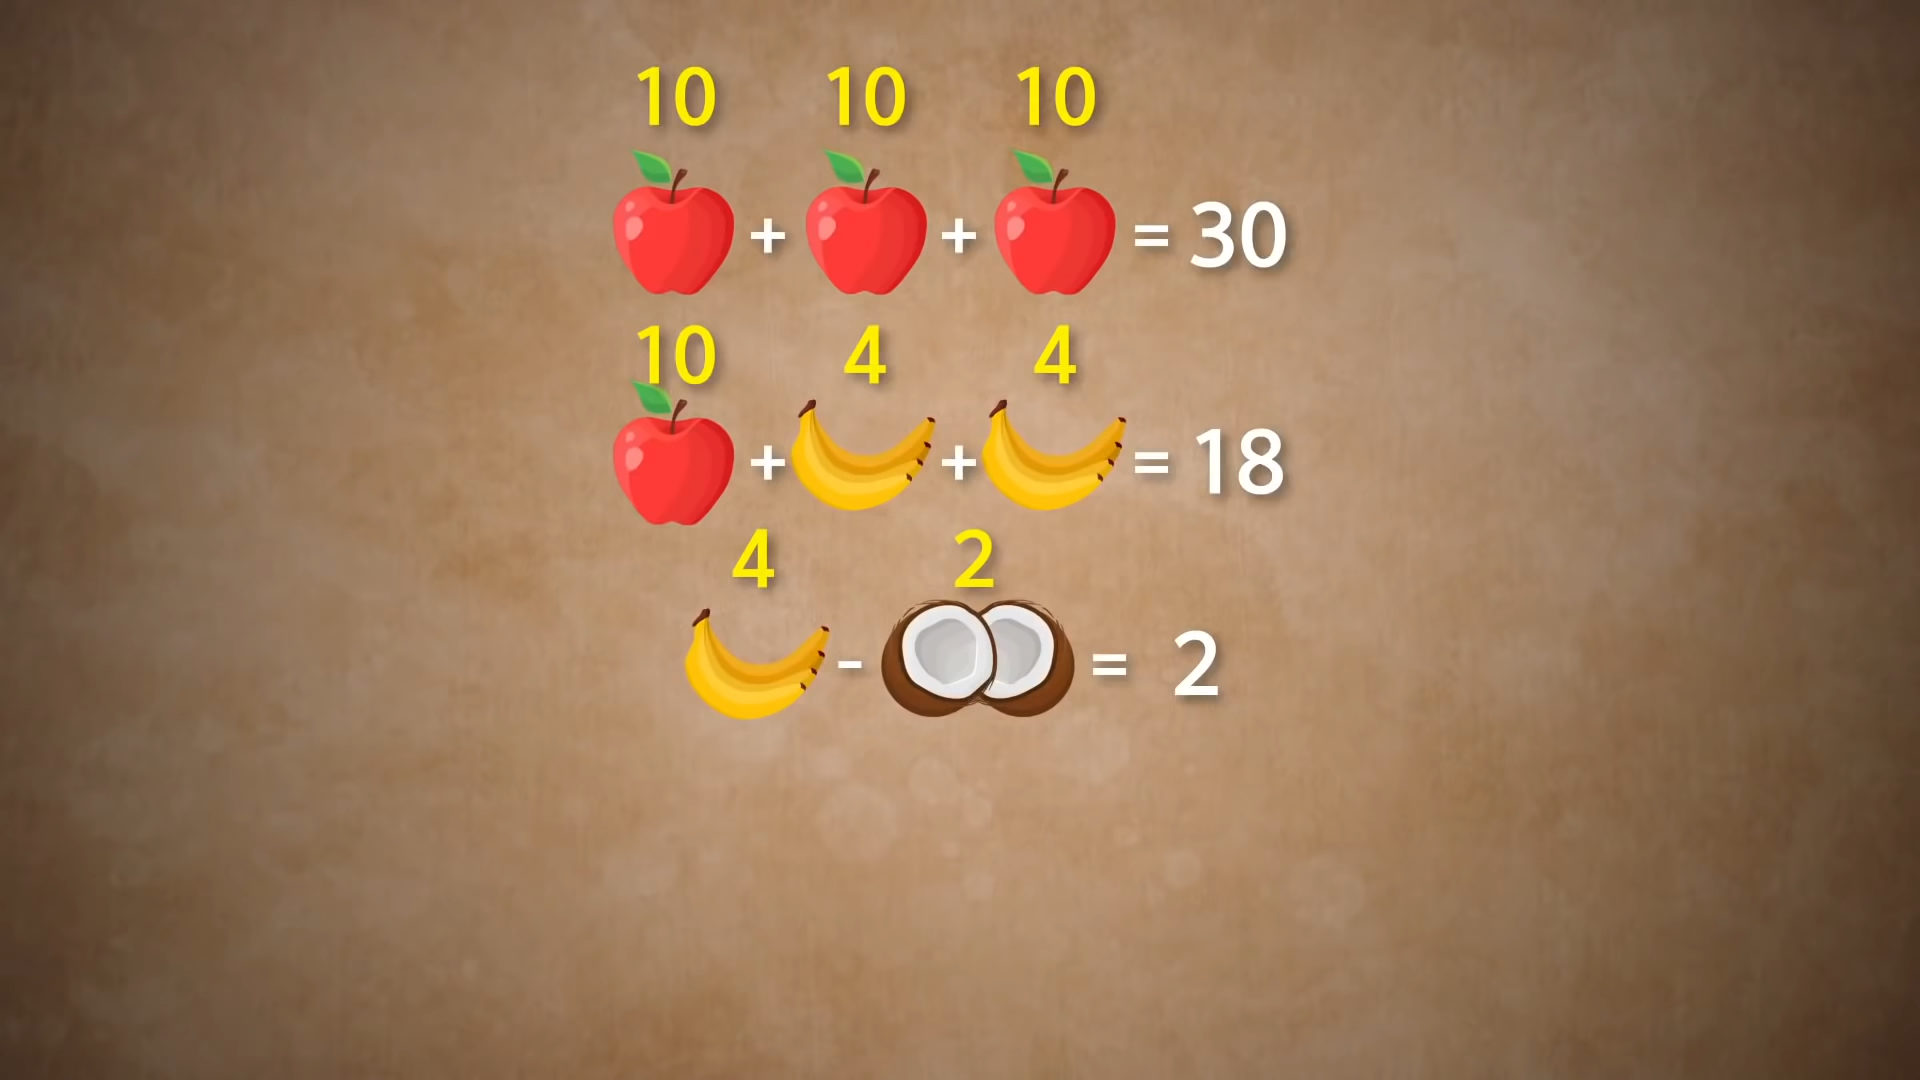 10 10 10
+ + = 30
10 4 4
+ + = 18
4 2
- = 2